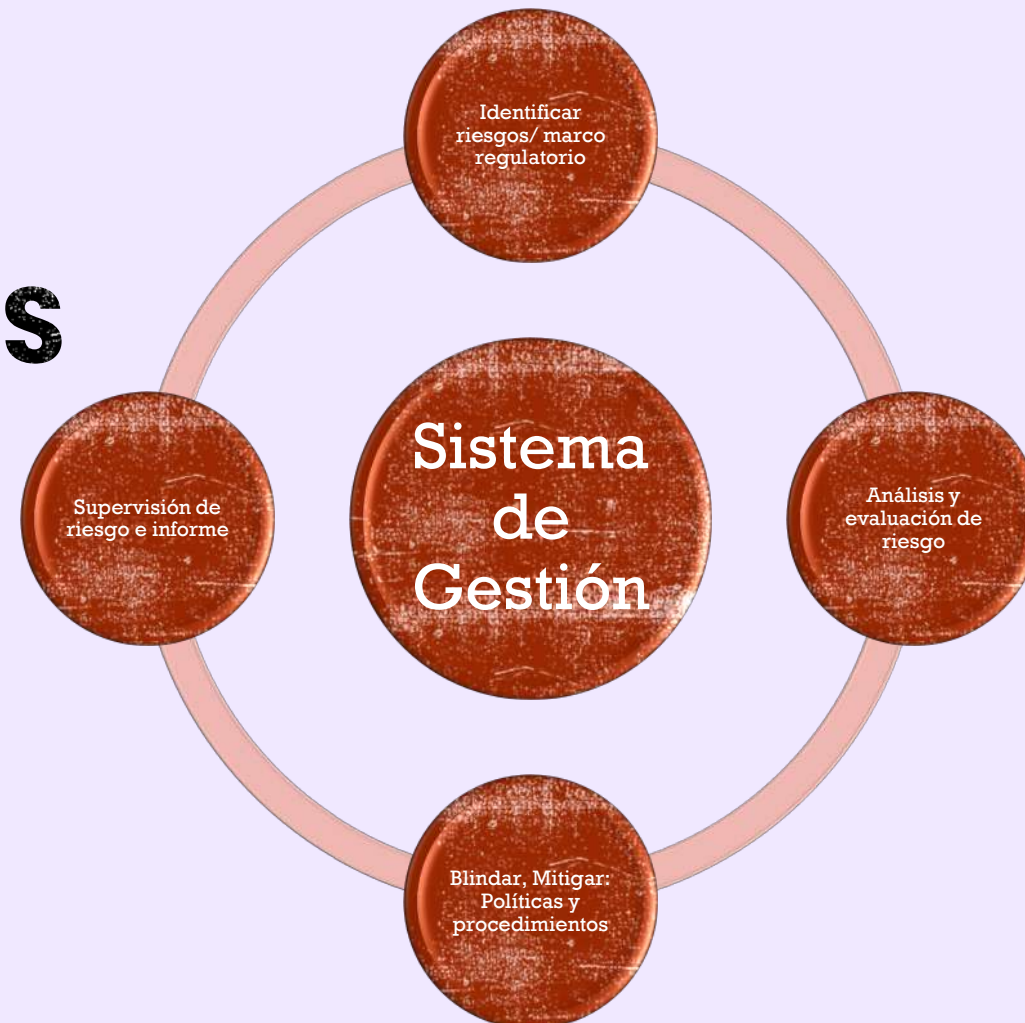 Identificar
riesgos/ marco
regulatorio
s
Sistema
de
Gestión
Supervisión de
riesgo e informe
Análisis y
evaluación de
riesgo
Blindar, Mitigar:
Políticas y
procedimientos